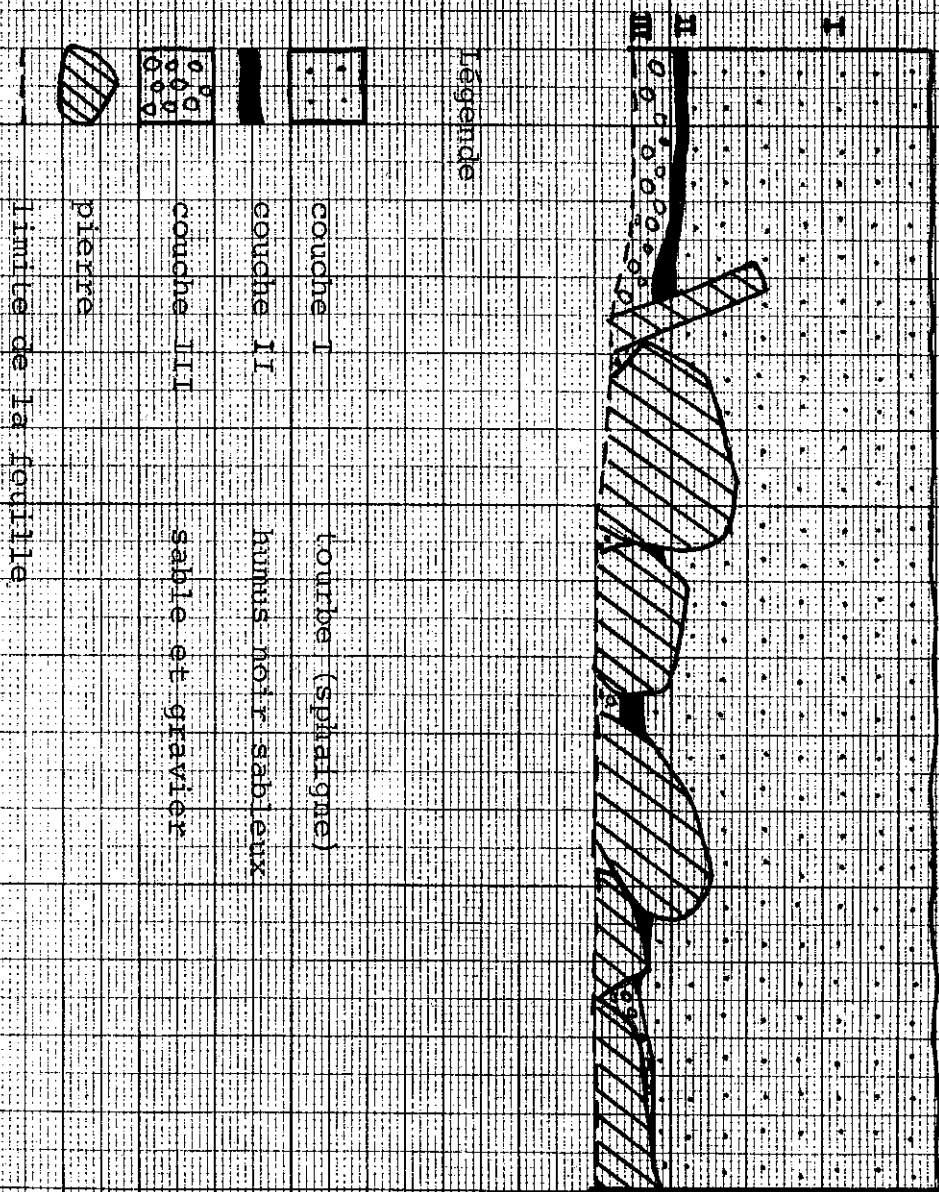 I
II
III
Légende
couche I tourbe (sphaigne)
couche II humus noir sableux
couche III sable et gravier
pierre
limite de la fouille